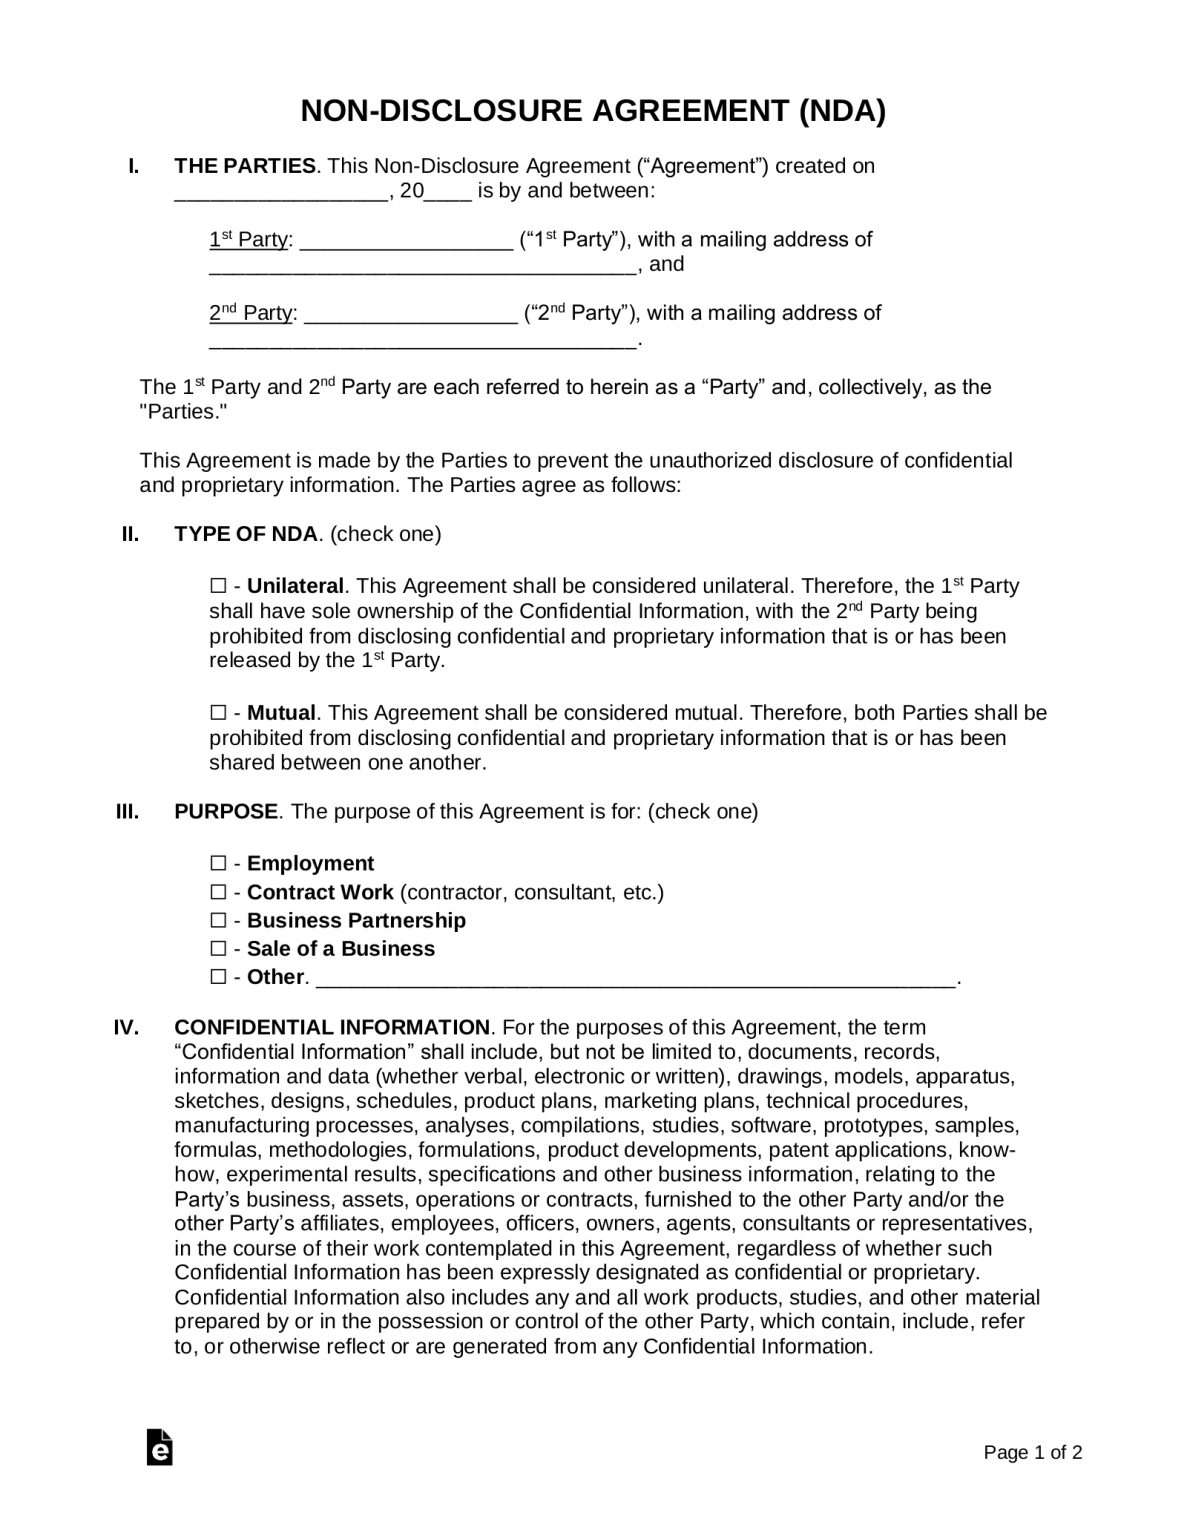 NON-DISCLOSURE AGREEMENT (NDA)
I. THE PARTIES. This Non-Disclosure Agreement (“Agreement”) created on
__________________, 20____ is by and between:
1st Party: __________________ (“1st Party”), with a mailing address of
____________________________________, and
2nd Party: __________________ (“2nd Party”), with a mailing address of
____________________________________.
The 1st Party and 2nd Party are each referred to herein as a “Party” and, collectively, as the
"Parties."
This Agreement is made by the Parties to prevent the unauthorized disclosure of confidential
and proprietary information. The Parties agree as follows:
II. TYPE OF NDA. (check one)
☐ - Unilateral. This Agreement shall be considered unilateral. Therefore, the 1st Party
shall have sole ownership of the Confidential Information, with the 2nd Party being
prohibited from disclosing confidential and proprietary information that is or has been
released by the 1st Party.
☐ - Mutual. This Agreement shall be considered mutual. Therefore, both Parties shall be
prohibited from disclosing confidential and proprietary information that is or has been
shared between one another.
III. PURPOSE. The purpose of this Agreement is for: (check one)
☐ - Employment
☐ - Contract Work (contractor, consultant, etc.)
☐ - Business Partnership
☐ - Sale of a Business
☐ - Other. ______________________________________________________.
IV. CONFIDENTIAL INFORMATION. For the purposes of this Agreement, the term
“Confidential Information” shall include, but not be limited to, documents, records,
information and data (whether verbal, electronic or written), drawings, models, apparatus,
sketches, designs, schedules, product plans, marketing plans, technical procedures,
manufacturing processes, analyses, compilations, studies, software, prototypes, samples,
formulas, methodologies, formulations, product developments, patent applications, know-
how, experimental results, specifications and other business information, relating to the
Party’s business, assets, operations or contracts, furnished to the other Party and/or the
other Party’s affiliates, employees, officers, owners, agents, consultants or representatives,
in the course of their work contemplated in this Agreement, regardless of whether such
Confidential Information has been expressly designated as confidential or proprietary.
Confidential Information also includes any and all work products, studies, and other material
prepared by or in the possession or control of the other Party, which contain, include, refer
to, or otherwise reflect or are generated from any Confidential Information.
e
Page 1 of 2